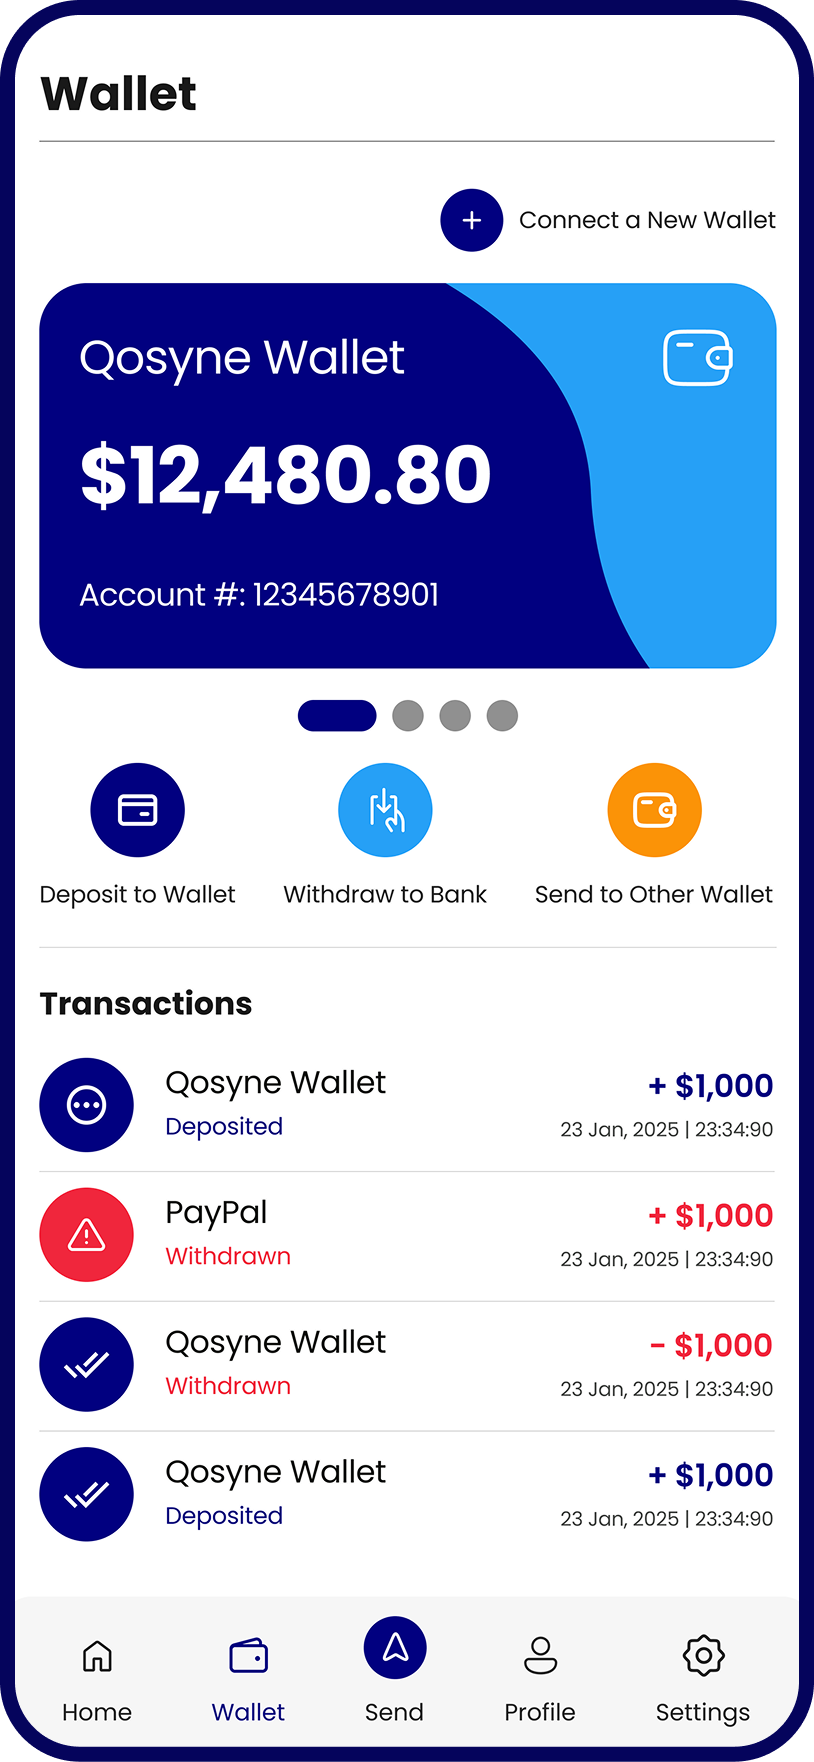 Wallet
Connect a New Wallet
Qosyne Wallet
$12,480.80
Account #: 12345678901
Deposit to Wallet
Withdraw to Bank
Send to Other Wallet
Transactions
Qosyne Wallet
+ $1,000
Deposited
23 Jan, 2025 | 23:34:90
PayPal
+ $1,000
Withdrawn
23 Jan, 2025 | 23:34:90
Qosyne Wallet
- $1,000
Withdrawn
23 Jan, 2025 | 23:34:90
Qosyne Wallet
+ $1,000
Deposited
23 Jan, 2025 | 23:34:90
Home
Wallet
Send
Profile
Settings